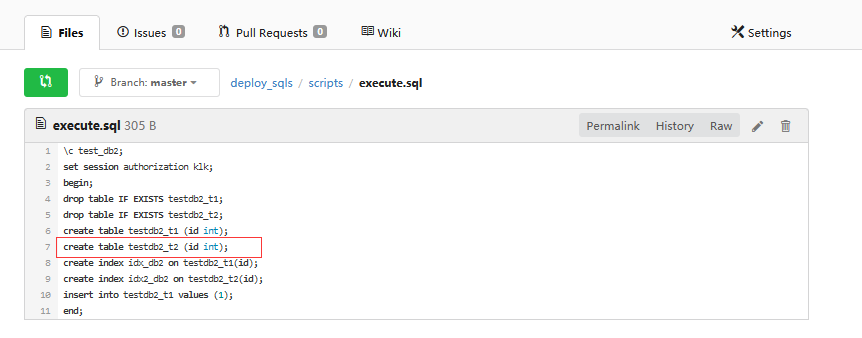 Files Issues 0 Pull Requests 0 Wiki Settings
Branch: master deploy_sqls / scripts / execute.sql
execute.sql 305 B Permalink History Raw
1 \c test_db2;
2 set session authorization klk;
3 begin;
4 drop table IF EXISTS testdb2_t1;
5 drop table IF EXISTS testdb2_t2;
6 create table testdb2_t1 (id int);
7 create table testdb2_t2 (id int);
8 create index idx_db2 on testdb2_t1(id);
9 create index idx2_db2 on testdb2_t2(id);
10 insert into testdb2_t1 values (1);
11 end;